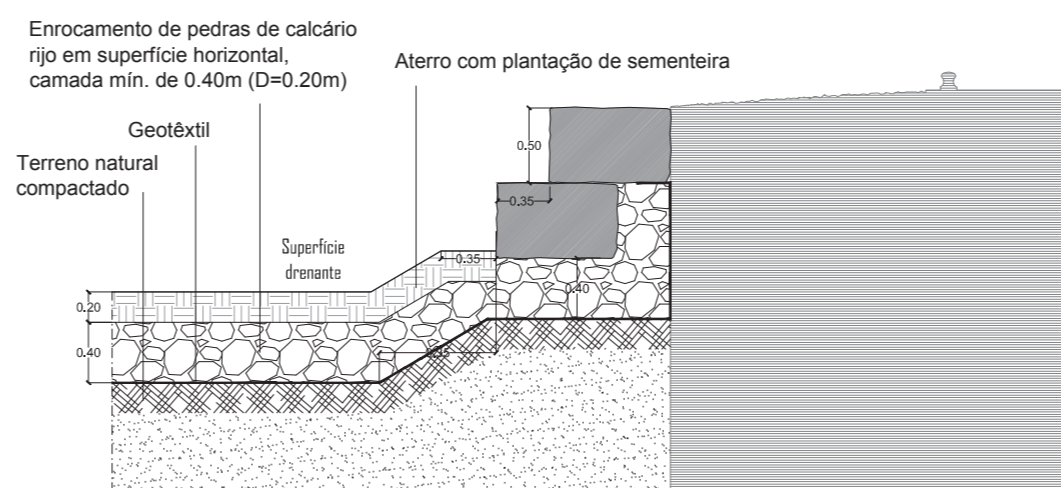 Enrocamento de pedras de calcário
rijo em superfície horizontal,
camada mín. de 0.40m (D=0.20m)
Aterro com plantação de sementeira
Geotêxtil
Terreno natural
compactado
0.50
0.35
Superfície
drenante
0.35
0.40
0.20
0.40